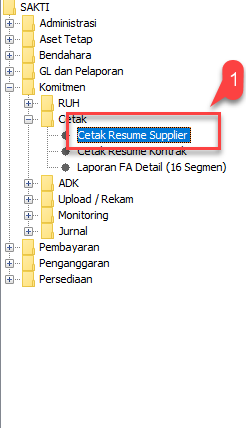 SAKTI
Administrasi
Aset Tetap
Bendahara
GL dan Pelaporan
Komitmen
RUH
Cetak
Cetak Resume Supplier
Cetak Resume Kontrak
Laporan FA Detail (16 Segmen)
ADK
Upload / Rekam
Monitoring
Jurnal
Pembayaran
Penganggaran
Persediaan
1